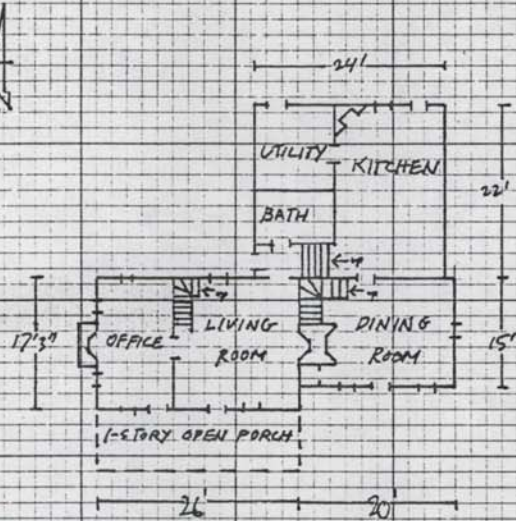 24'
UTILITY
KITCHEN
22'
BATH
17'3"
OFFICE
LIVING
ROOM
DINING
ROOM
15'
1-STORY OPEN PORCH
26'
20'